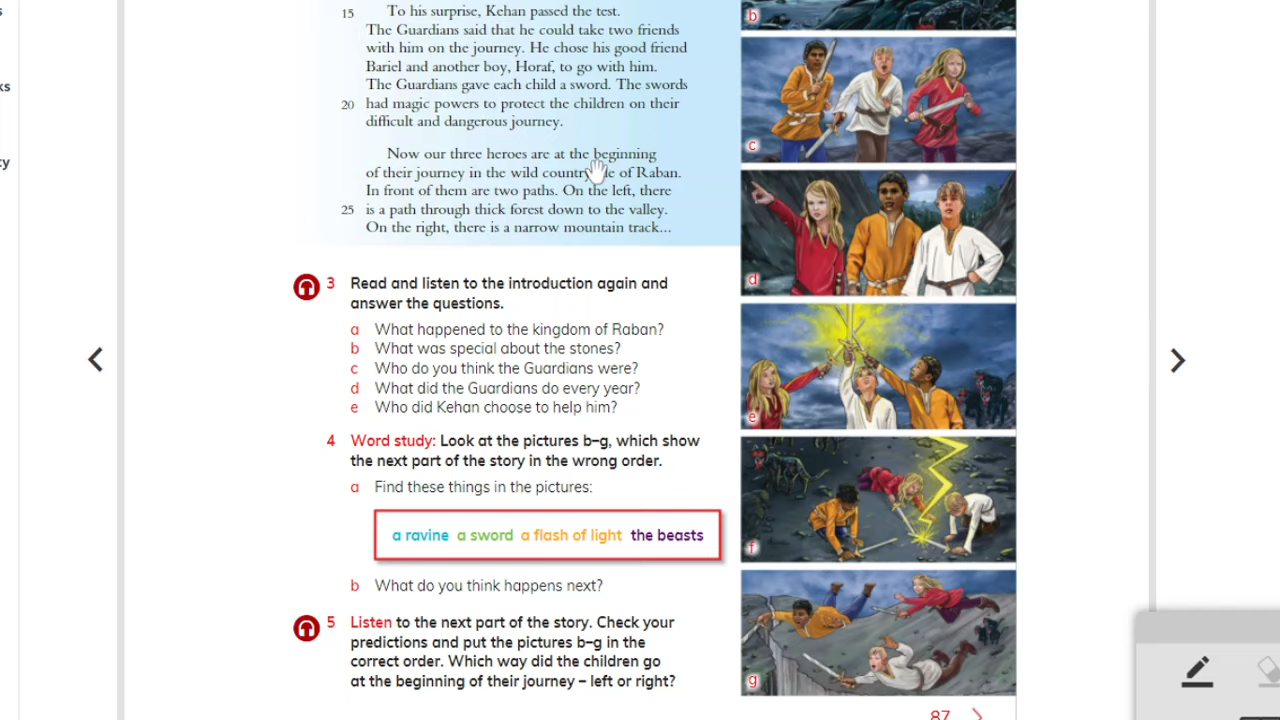 s
ks
ty
15 To his surprise, Kehan passed the test.
The Guardians said that he could take two friends
with him on the journey. He chose his good friend
Bariel and another boy, Horaf, to go with him.
The Guardians gave each child a sword. The swords
20 had magic powers to protect the children on their
difficult and dangerous journey.
Now our three heroes are at the beginning
of their journey in the wild of Raban.
In front of them are two paths. On the left, there
25 is a path through thick forest down to the valley.
On the right, there is a narrow mountain track...
3 Read and listen to the introduction again and
answer the questions.
a What happened to the kingdom of Raban?
b What was special about the stones?
c Who do you think the Guardians were?
d What did the Guardians do every year?
e Who did Kehan choose to help him?
4 Word study: Look at the pictures b–g, which show
the next part of the story in the wrong order.
a Find these things in the pictures:
a ravine a sword a flash of light the beasts
b What do you think happens next?
5 Listen to the next part of the story. Check your
predictions and put the pictures b–g in the
correct order. Which way did the children go
at the beginning of their journey – left or right?
b
c
d
e
f
g
87